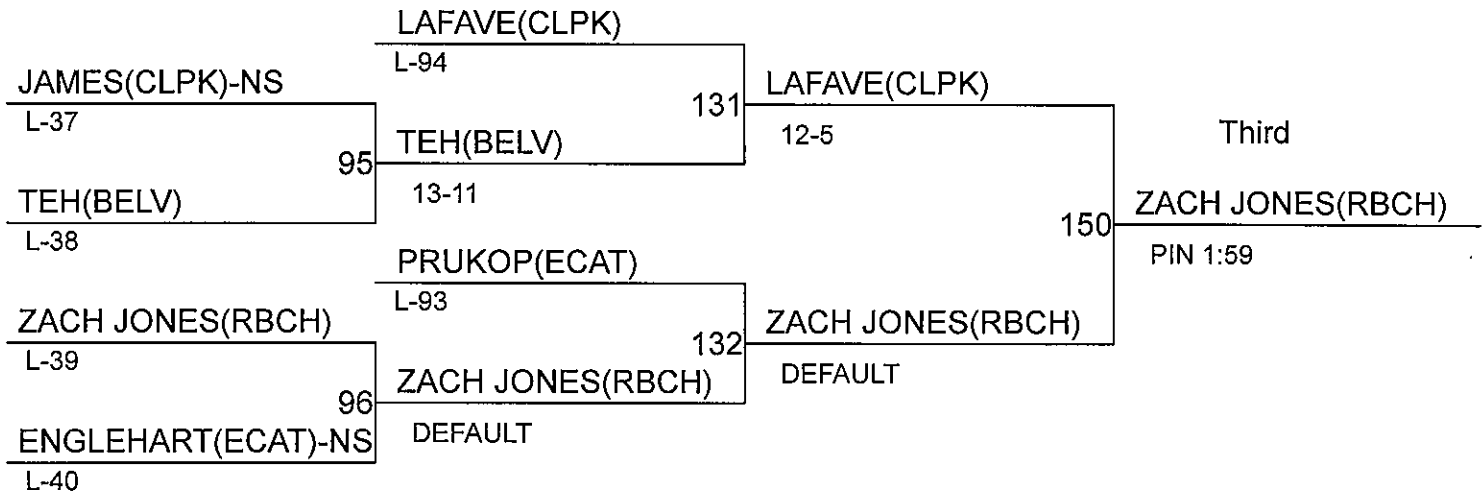 LAFAVE(CLPK)
L-94
JAMES(CLPK)-NS
L-37
131
LAFAVE(CLPK)
12-5
Third
95
TEH(BELV)
13-11
TEH(BELV)
L-38
150
ZACH JONES(RBCH)
PIN 1:59
PRUKOP(ECAT)
L-93
ZACH JONES(RBCH)
L-39
132
ZACH JONES(RBCH)
DEFAULT
96
ZACH JONES(RBCH)
DEFAULT
ENGLEHART(ECAT)-NS
L-40